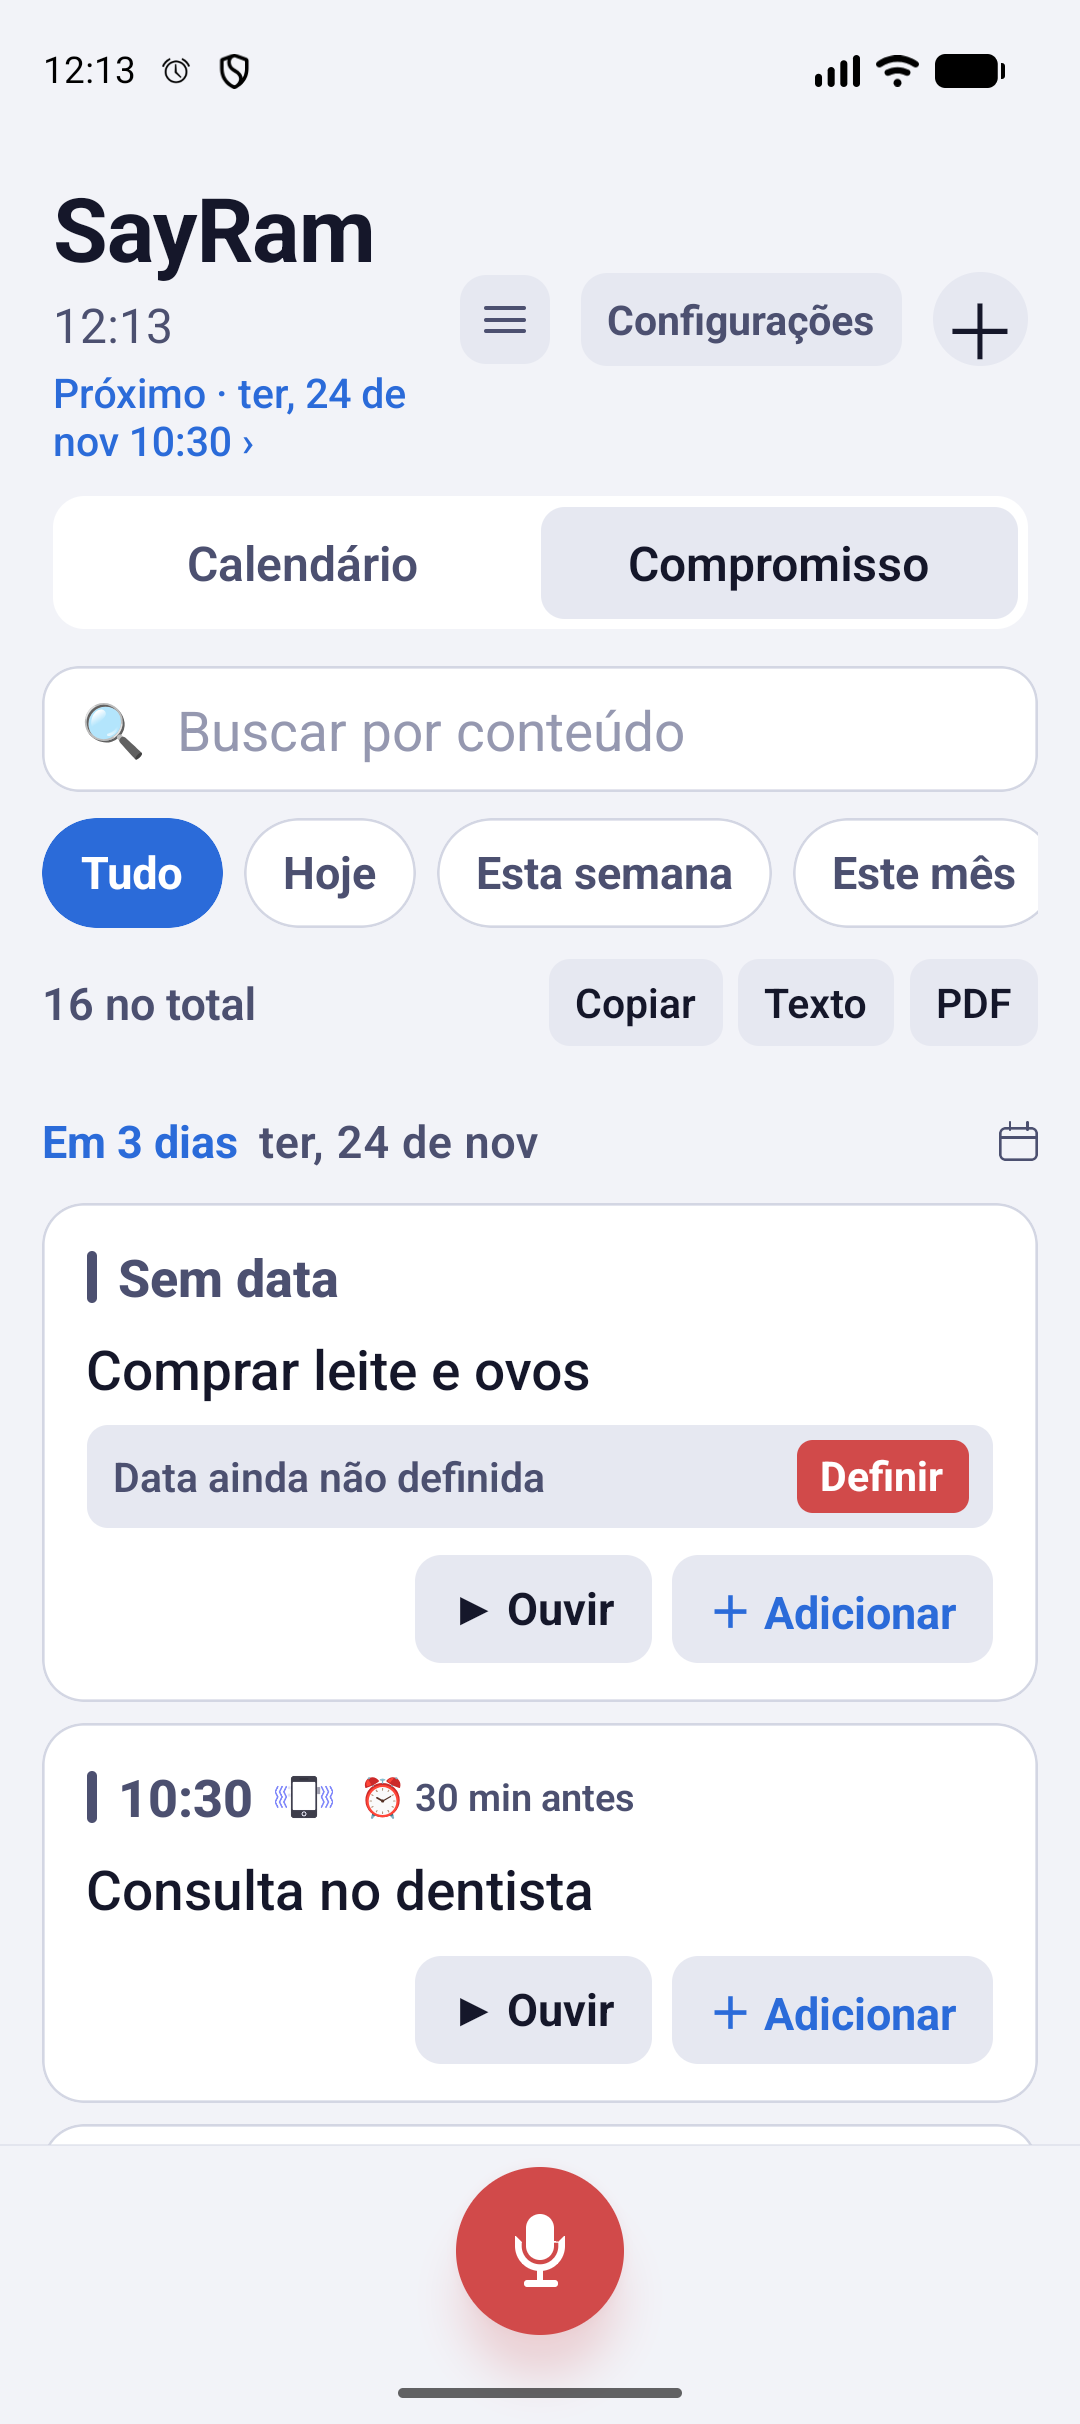 12:13
SayRam
12:13
Configurações
Próximo · ter, 24 de
nov 10:30 ›
Calendário
Compromisso
Buscar por conteúdo
Tudo
Hoje
Esta semana
Este mês
16 no total
Copiar
Texto
PDF
Em 3 dias ter, 24 de nov
Sem data
Comprar leite e ovos
Data ainda não definida
Definir
▶ Ouvir
+ Adicionar
10:30 📳 ⏰ 30 min antes
Consulta no dentista
▶ Ouvir
+ Adicionar